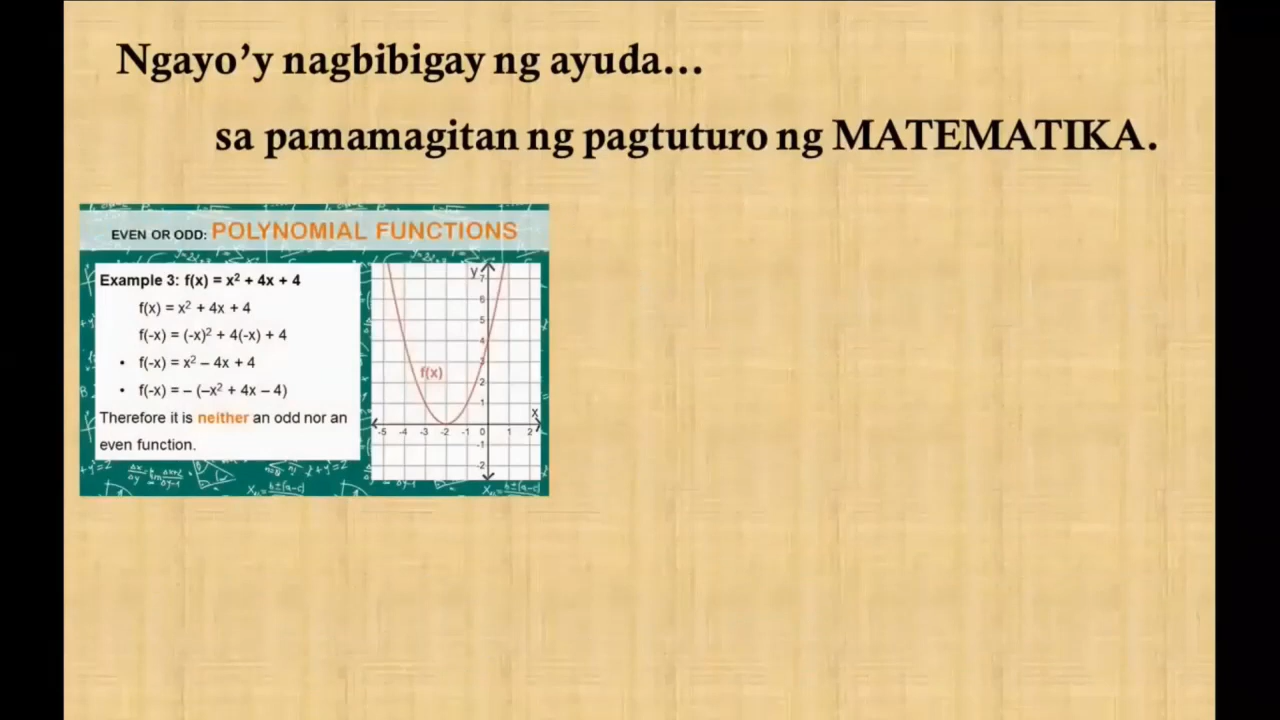 Ngayo’y nagbibigay ng ayuda...
sa pamamagitan ng pagtuturo ng MATEMATIKA.
EVEN OR ODD: POLYNOMIAL FUNCTIONS
Example 3: f(x) = x² + 4x + 4
f(x) = x² + 4x + 4
f(-x) = (-x)² + 4(-x) + 4
• f(-x) = x² – 4x + 4
• f(-x) = – (–x² + 4x – 4)
Therefore it is neither an odd nor an
even function.
y
7
6
5
4
3
2
1
f(x)
x
-5 -4 -3 -2 -1 0 1 2
-1
-2